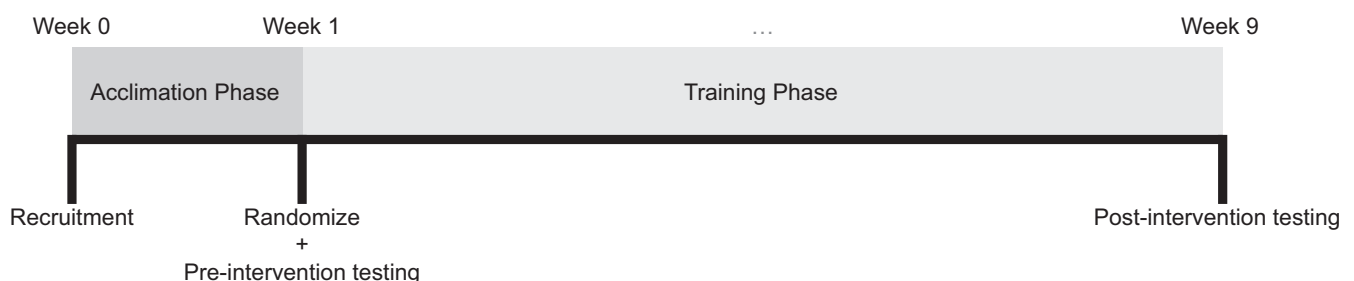 Week 0 Week 1 … Week 9
Acclimation Phase Training Phase
Recruitment Randomize Post-intervention testing
+
Pre-intervention testing